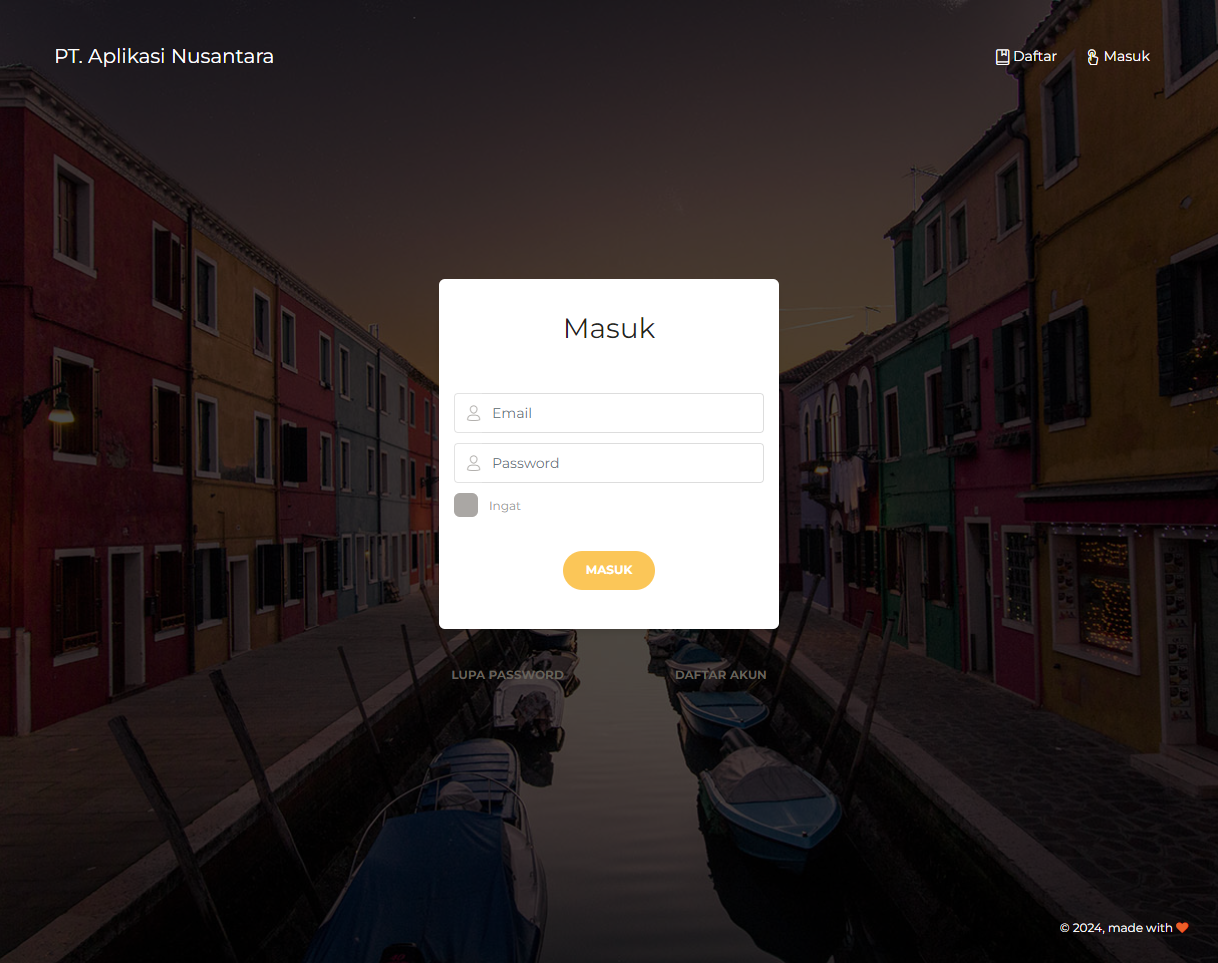 PT. Aplikasi Nusantara
Daftar
Masuk
Masuk
Email
Password
Ingat
MASUK
LUPA PASSWORD
DAFTAR AKUN
© 2024, made with